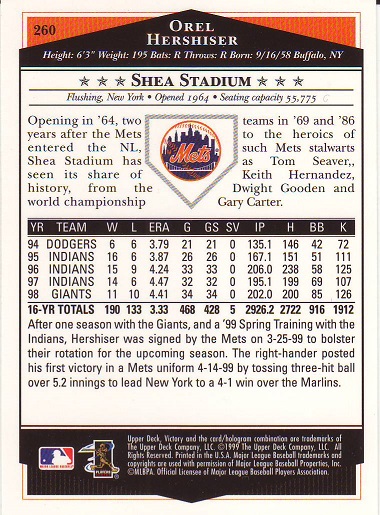 260
OREL
HERSHISER
Height: 6'3" Weight: 195 Bats: R Throws: R Born: 9/16/58 Buffalo, NY
SHEA STADIUM
Flushing, New York • Opened 1964 • Seating capacity 55,775
Opening in '64, two
years after the Mets
entered the NL,
Shea Stadium has
seen its share of
history, from the
world championship
Mets
teams in '69 and '86
to the heroics of
such Mets stalwarts
as Tom Seaver,,
Keith Hernandez,
Dwight Gooden and
Gary Carter.
YR TEAM W L ERA G GS SV IP H BB K
94 DODGERS 6 6 3.79 21 21 0 135.1 146 42 72
95 INDIANS 16 6 3.87 26 26 0 167.1 151 51 111
96 INDIANS 15 9 4.24 33 33 0 206.0 238 58 125
97 INDIANS 14 6 4.47 32 32 0 195.1 199 69 107
98 GIANTS 11 10 4.41 34 34 0 202.0 200 85 126
16-YR TOTALS 190 133 3.33 468 428 5 2926.2 2722 916 1912
After one season with the Giants, and a '99 Spring Training with the
Indians, Hershiser was signed by the Mets on 3-25-99 to bolster
their rotation for the upcoming season. The right-hander posted
his first victory in a Mets uniform 4-14-99 by tossing three-hit ball
over 5.2 innings to lead New York to a 4-1 win over the Marlins.
Upper Deck, Victory and the card/hologram combination are trademarks of
The Upper Deck Company, LLC. ©1999 The Upper Deck Company, LLC. All
Rights Reserved. Printed in the U.S.A. Major League Baseball trademarks and
copyrights are used with permission of Major League Baseball Properties, Inc.
©MLBPA. Official Licensee of Major League Baseball Players Association.